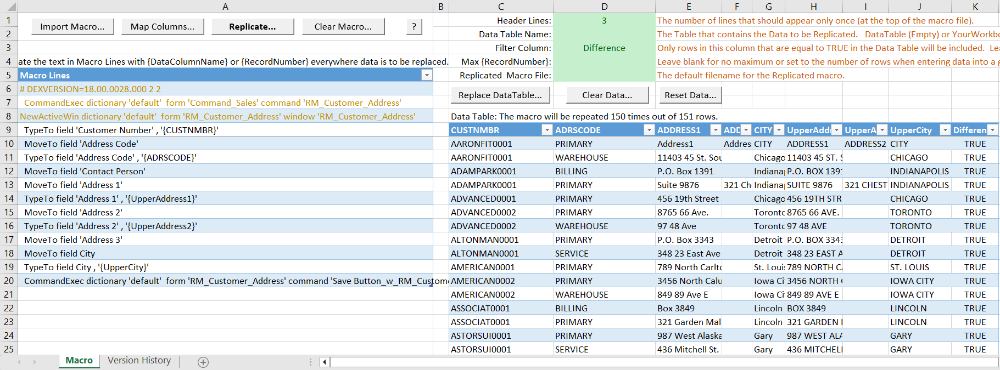 A B C D E F G H I J K
1 Import Macro... Map Columns... Replicate... Clear Macro... ? Header Lines: 3 The number of lines that should appear only once (at the top of the macro file).
2 Data Table Name: The Table that contains the Data to be Replicated. DataTable (Empty) or YourWorkbo
3 Filter Column: Difference Only rows in this column that are equal to TRUE in the Data Table will be included. Lea
4 ate the text in Macro Lines with {DataColumnName} or {RecordNumber} everywhere data is to be replaced. Max {RecordNumber}: Leave blank for no maximum or set to the number of rows when entering data into a g
5 Macro Lines Replicated Macro File: The default filename for the Replicated macro.
6 # DEXVERSION=18.00.0028.000 2 2
7 CommandExec dictionary 'default' form 'Command_Sales' command 'RM_Customer_Address' Replace DataTable... Clear Data... Reset Data...
8 NewActiveWin dictionary 'default' form 'RM_Customer_Address' window 'RM_Customer_Address' Data Table: The macro will be repeated 150 times out of 151 rows.
9 TypeTo field 'Customer Number' , '{CUSTNMBR}' CUSTNMBR ADRSCODE ADDRESS1 ADD CITY UpperAdd UpperA UpperCity Differen
10 MoveTo field 'Address Code' AARONFIT0001 PRIMARY Address1 Addres CITY ADDRESS1 ADDRESS2 CITY TRUE
11 TypeTo field 'Address Code' , '{ADRSCODE}' AARONFIT0001 WAREHOUSE 11403 45 St. Sou Chicago 11403 45 ST. S CHICAGO TRUE
12 MoveTo field 'Contact Person' ADAMPARK0001 BILLING P.O. Box 1391 Indiana P.O. BOX 1391 INDIANAPOLIS TRUE
13 MoveTo field 'Address 1' ADAMPARK0001 PRIMARY Suite 9876 321 Ch Indiana SUITE 9876 321 CHEST INDIANAPOLIS TRUE
14 TypeTo field 'Address 1' , '{UpperAddress1}' ADVANCED0001 PRIMARY 456 19th Street Chicago 456 19TH STR CHICAGO TRUE
15 MoveTo field 'Address 2' ADVANCED0002 PRIMARY 8765 66 Ave. Toronto 8765 66 AVE. TORONTO TRUE
16 TypeTo field 'Address 2' , '{UpperAddress2}' ADVANCED0002 WAREHOUSE 97 48 Ave Toronto 97 48 AVE TORONTO TRUE
17 MoveTo field 'Address 3' ALTONMAN0001 PRIMARY P.O. Box 3343 Detroit P.O. BOX 3343 DETROIT TRUE
18 MoveTo field City ALTONMAN0001 SERVICE 348 23 East Ave Detroit 348 23 EAST A DETROIT TRUE
19 TypeTo field City , '{UpperCity}' AMERICAN0001 PRIMARY 789 North Carlto St. Loui 789 NORTH CA ST. LOUIS TRUE
20 CommandExec dictionary 'default' form 'RM_Customer_Address' command 'Save Button_w_RM_Custome AMERICAN0002 PRIMARY 3456 North Calu Iowa Ci 3456 NORTH IOWA CITY TRUE
21 AMERICAN0002 WAREHOUSE 849 89 Ave E Iowa Ci 849 89 AVE E IOWA CITY TRUE
22 ASSOCIAT0001 BILLING Box 3849 Lincoln BOX 3849 LINCOLN TRUE
23 ASSOCIAT0001 PRIMARY 321 Garden Mal Lincoln 321 GARDEN LINCOLN TRUE
24 ASTORSUI0001 PRIMARY 987 West Alaska Gary 987 WEST ALA GARY TRUE
25 ASTORSUI0001 SERVICE 436 Mitchell St. Gary 436 MITCHELL GARY TRUE
Macro Version History